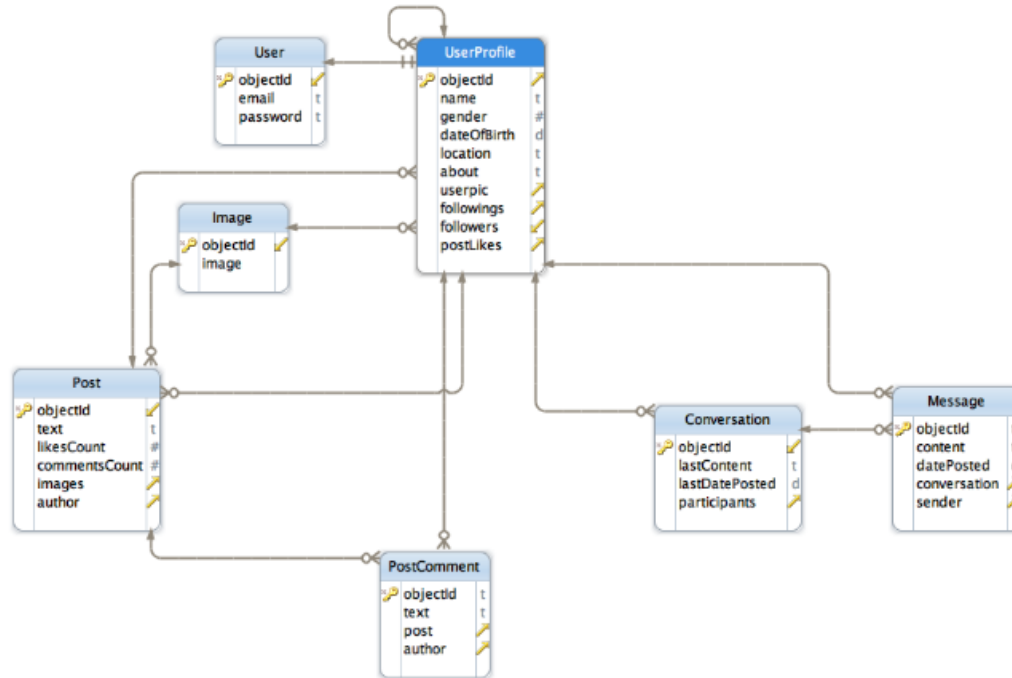 User
objectId
email t
password t
UserProfile
objectId
name t
gender #
dateOfBirth d
location t
about t
userpic
followings
followers
postLikes
Image
objectId
image
Post
objectId
text t
likesCount #
commentsCount #
images
author
PostComment
objectId t
text t
post
author
Conversation
objectId
lastContent t
lastDatePosted d
participants
Message
objectId
content
datePosted
conversation
sender